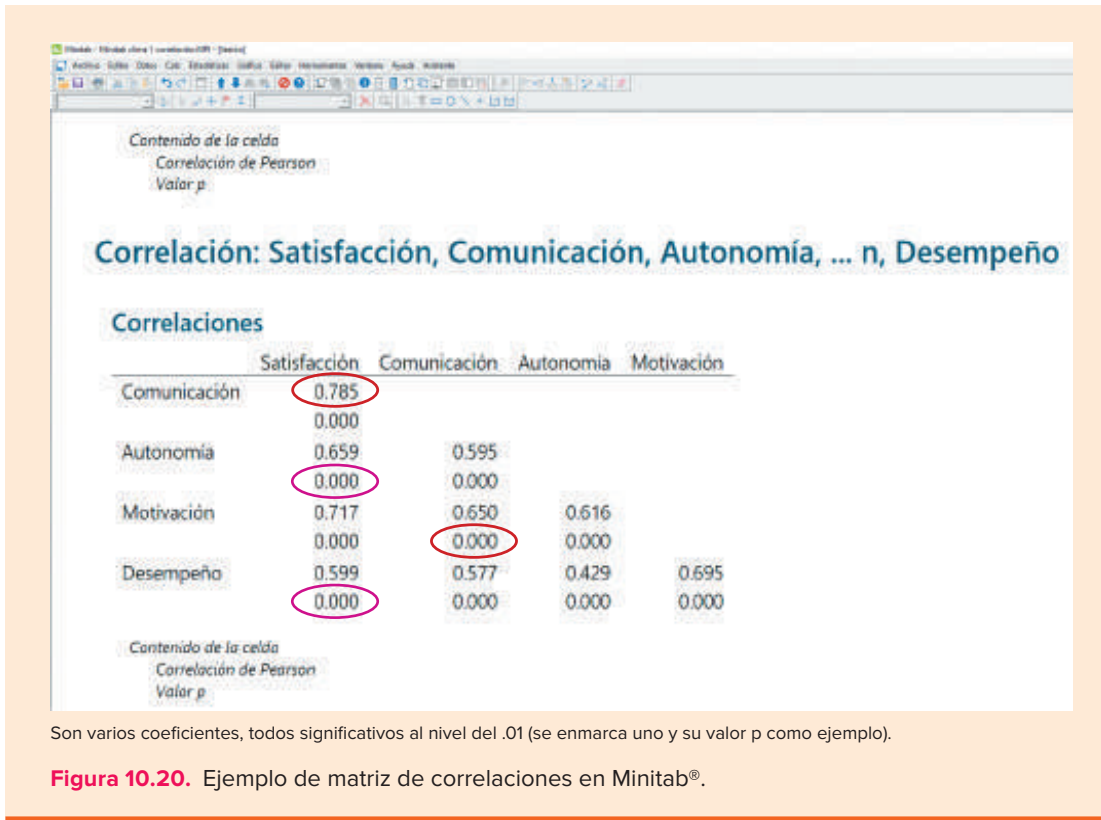 Contenido de la celda
Correlación de Pearson
Valor p
Correlación: Satisfacción, Comunicación, Autonomía, ... n, Desempeño
Correlaciones
Satisfacción Comunicación Autonomía Motivación
Comunicación 0.785
0.000
Autonomía 0.659 0.595
0.000 0.000
Motivación 0.717 0.650 0.616
0.000 0.000 0.000
Desempeño 0.599 0.577 0.429 0.695
0.000 0.000 0.000 0.000
Contenido de la celda
Correlación de Pearson
Valor p
Son varios coeficientes, todos significativos al nivel del .01 (se enmarca uno y su valor p como ejemplo).
Figura 10.20. Ejemplo de matriz de correlaciones en Minitab®.